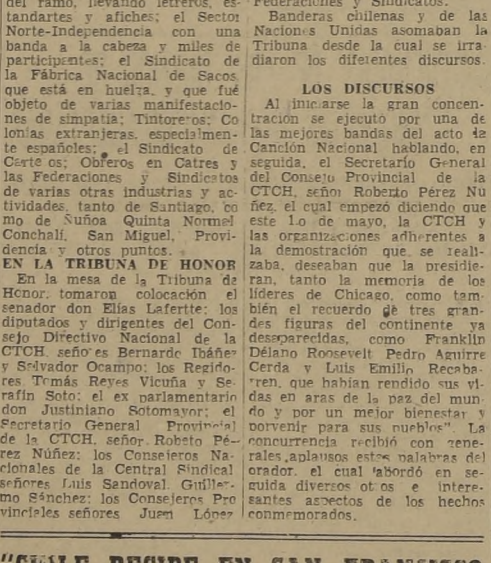 del ramo, llevando letreros, es-
tandartes y afiches; el Sector
Norte-Independencia con una
banda a la cabeza y miles de
participentes; el Sindicato de
la Fábrica Nacional de Sacos
que está en huelga, y que fué
objeto de varias manifestacio-
nes de simpatía; Tintoreros; Co
lonias extranjeras, especialmen-
te españoles; el Sindicato de
Carteros; Obreros en Catres y
las Federaciones y Sindicatos
de varias otras industrias y ac-
tividades, tanto de Santiago, co
mo de Ñuñoa Quinta Normel
Conchalí, San Miguel, Provi-
dencia y otros puntos.
EN LA TRIBUNA DE HONOR
En la mesa de la Tribuna de
Honor, tomaron colocación el
senador don Elías Lafertte; los
diputados y dirigentes del Con-
sejo Directivo Nacional de la
CTCH, señores Bernardo Ibáñez
y Salvador Ocampo; los Regido-
res Tomás Reyes Vicuña y Se-
rafín Soto; el ex parlamentario
don Justiniano Sotomayor; el
Secretario General Provincial
de la CTCH, señor Robeto Pé-
rez Núñez; los Consejeros Na-
cionales de la Central Sindical
señores Luis Sandoval, Guiller-
mo Sánchez; los Consejeros Pro
vinciales señores Juan López
Federaciones y Sindicatos.
Banderas chilenas y de las
Naciones Unidas asomaban la
Tribuna desde la cual se irra-
diaron los diferentes discursos.
LOS DISCURSOS
Al iniciarse la gran concen-
tración se ejecutó por una de
las mejores bandas del acto la
Canción Nacional hablando, en
seguida, el Secretario General
del Consejo Provincial de la
CTCH, señor Roberto Pérez Nú
ñez, el cual empezó diciendo que
este 1.o de mayo, la CTCH y
las organizaciones adherentes a
la demostración que se reali-
zaba, deseaban que la presidie-
ran, tanto la memoria de los
líderes de Chicago, como tam-
bién el recuerdo de tres gran-
des figuras del continente ya
desaparecidas, como Franklin
Délano Roosevelt Pedro Aguirre
Cerda y Luis Emilio Recaba-
rren, que habían rendido sus vi-
das en aras de la paz del mun-
do y por un mejor bienestar y
porvenir para sus pueblos". La
concurrencia recibió con gene-
rales aplausos estas palabras del
orador, el cual abordó en se-
guida diversos otros e intere-
santes aspectos de los hechos
conmemorados.